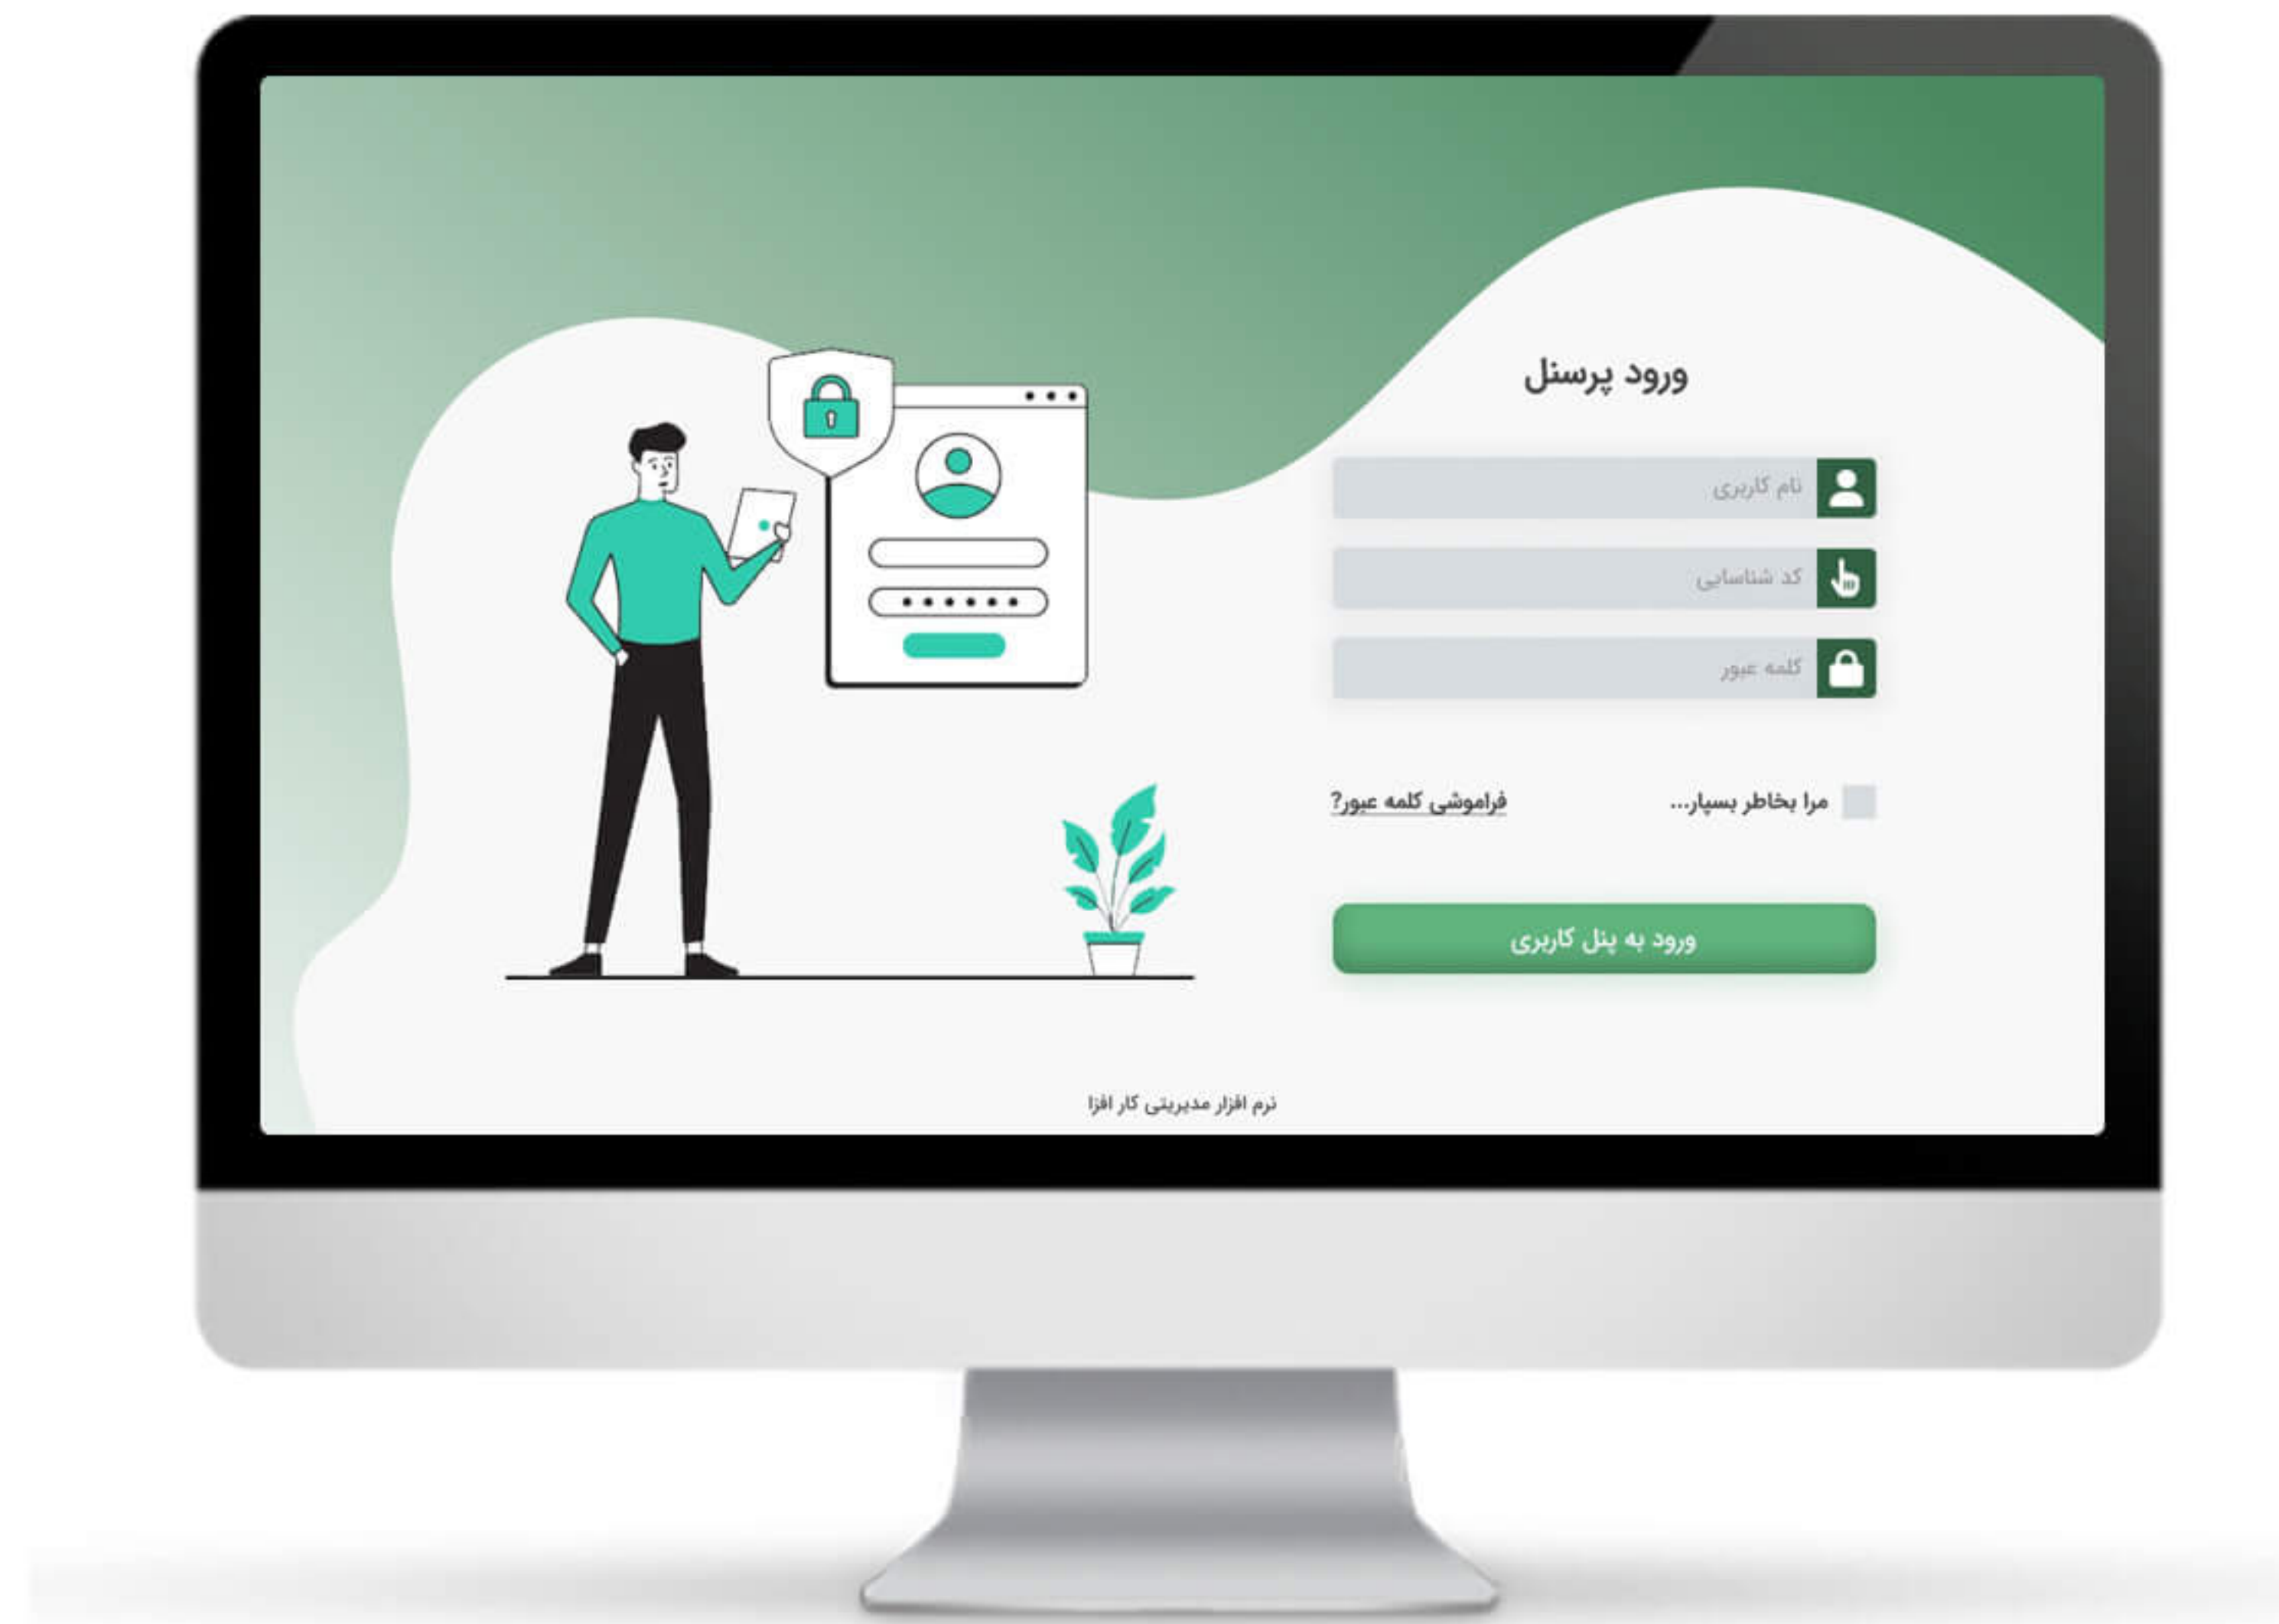 ورود پرسنل
نام کاربری
کد شناسایی
کلمه عبور
مرا بخاطر بسپار...
فراموشی کلمه عبور?
ورود به پنل کاربری
نرم افزار مدیریتی کار افزا